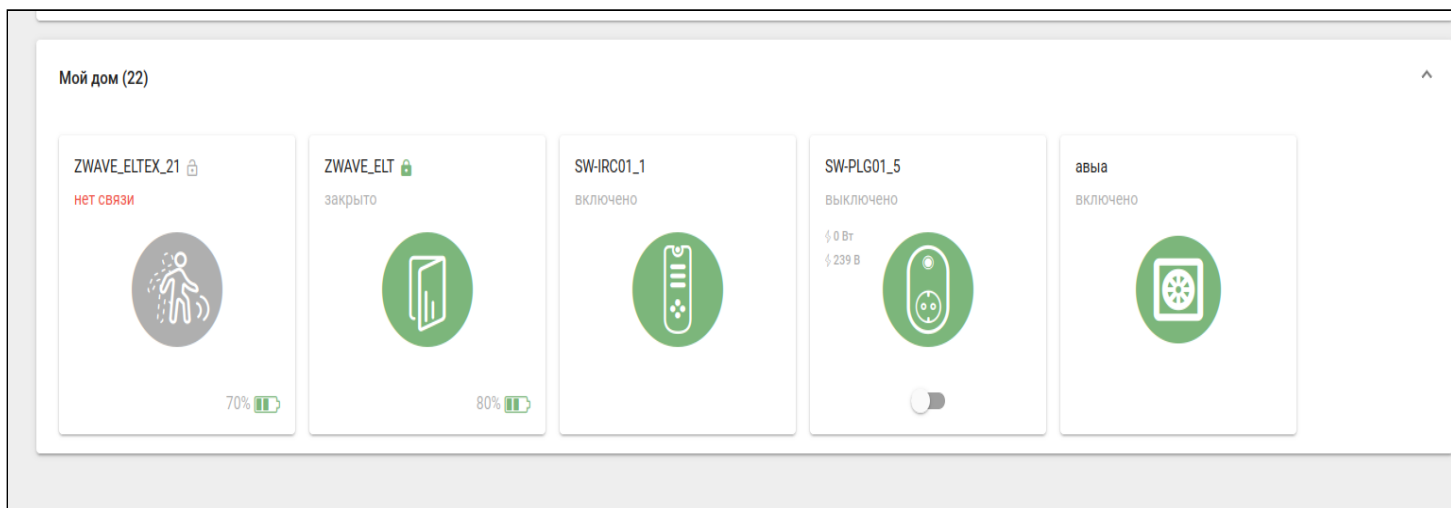 Мой дом (22)
ZWAVE_ELTEX_21
нет связи
70%
ZWAVE_ELT
закрыто
80%
SW-IRC01_1
включено
SW-PLG01_5
выключено
0 Вт
239 В
авыа
включено